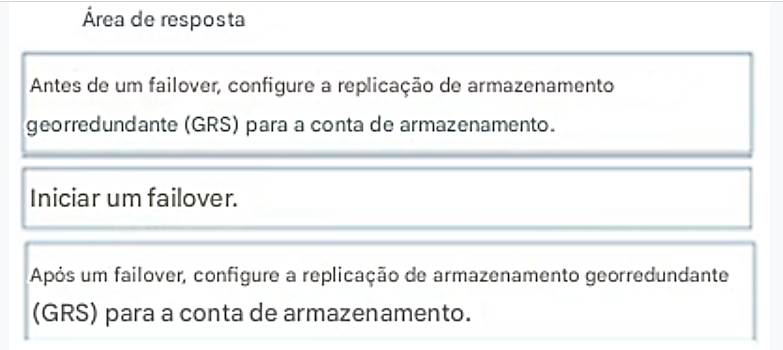 Área de resposta
Antes de um failover, configure a replicação de armazenamento
georredundante (GRS) para a conta de armazenamento.
Iniciar um failover.
Após um failover, configure a replicação de armazenamento georredundante
(GRS) para a conta de armazenamento.